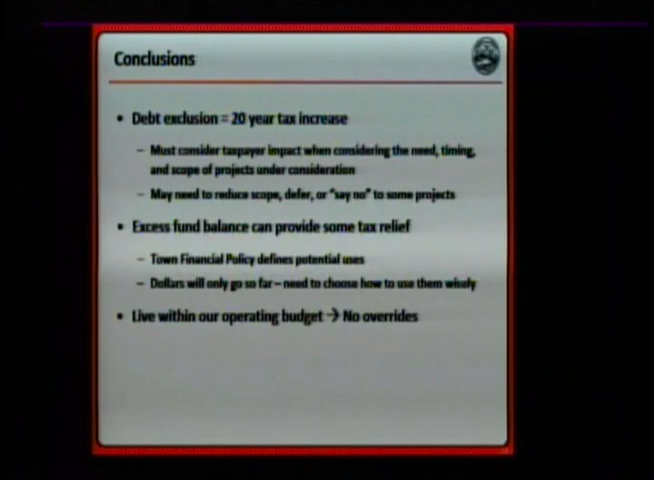 Conclusions
• Debt exclusion = 20 year tax increase
– Must consider taxpayer impact when considering the need, timing,
and scope of projects under consideration
– May need to reduce scope, defer, or "say no" to some projects
• Excess fund balance can provide some tax relief
– Town Financial Policy defines potential uses
– Dollars will only go so far – need to choose how to use them wisely
• Live within our operating budget → No overrides